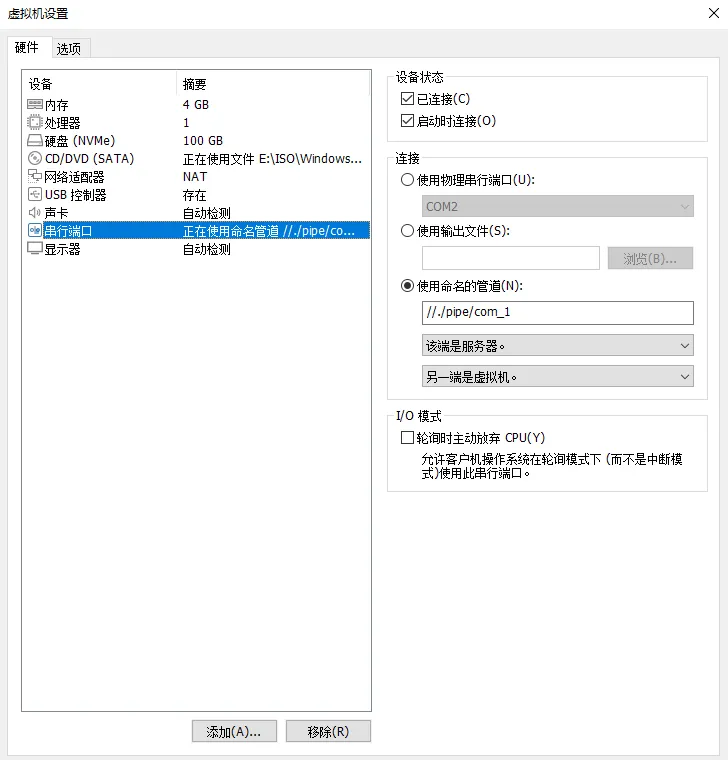 虚拟机设置
硬件 选项
设备 摘要
内存 4 GB
处理器 1
硬盘 (NVMe) 100 GB
CD/DVD (SATA) 正在使用文件 E:\ISO\Windows...
网络适配器 NAT
USB 控制器 存在
声卡 自动检测
串行端口 正在使用命名管道 //./pipe/co...
显示器 自动检测
添加(A)... 移除(R)
设备状态
已连接(C)
启动时连接(O)
连接
使用物理串行端口(U):
COM2
使用输出文件(S):
浏览(B)...
使用命名的管道(N):
//./pipe/com_1
该端是服务器。
另一端是虚拟机。
I/O 模式
轮询时主动放弃 CPU(Y)
允许客户机操作系统在轮询模式下 (而不是中断模
式)使用此串行端口。